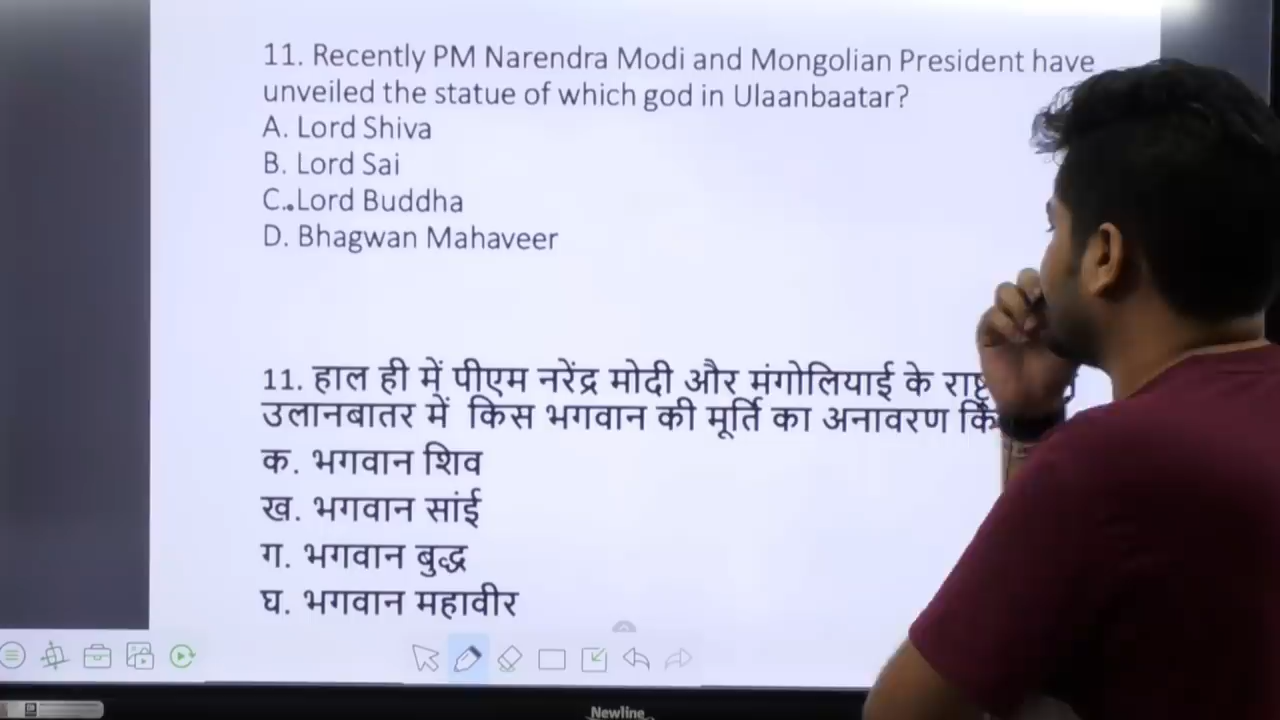 11. Recently PM Narendra Modi and Mongolian President have
unveiled the statue of which god in Ulaanbaatar?
A. Lord Shiva
B. Lord Sai
C. Lord Buddha
D. Bhagwan Mahaveer
11. हाल ही में पीएम नरेंद्र मोदी और मंगोलियाई के
उलानबातर में किस भगवान की मूर्ति का अनावरण
क. भगवान शिव
ख. भगवान सांई
ग. भगवान बुद्ध
घ. भगवान महावीर
Newline